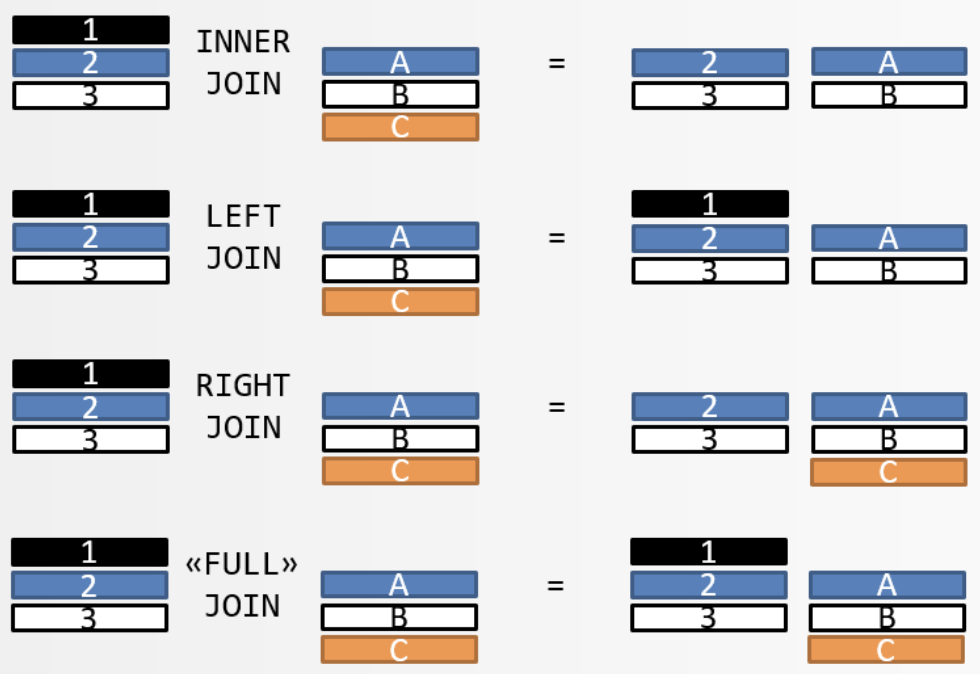 1
INNER
2 A = 2 A
JOIN
3 B 3 B
C
1 1
LEFT
2 A = 2 A
JOIN
3 B 3 B
C
1
RIGHT
2 A = 2 A
JOIN
3 B 3 B
C C
1 1
«FULL»
2 A = 2 A
JOIN
3 B 3 B
C C